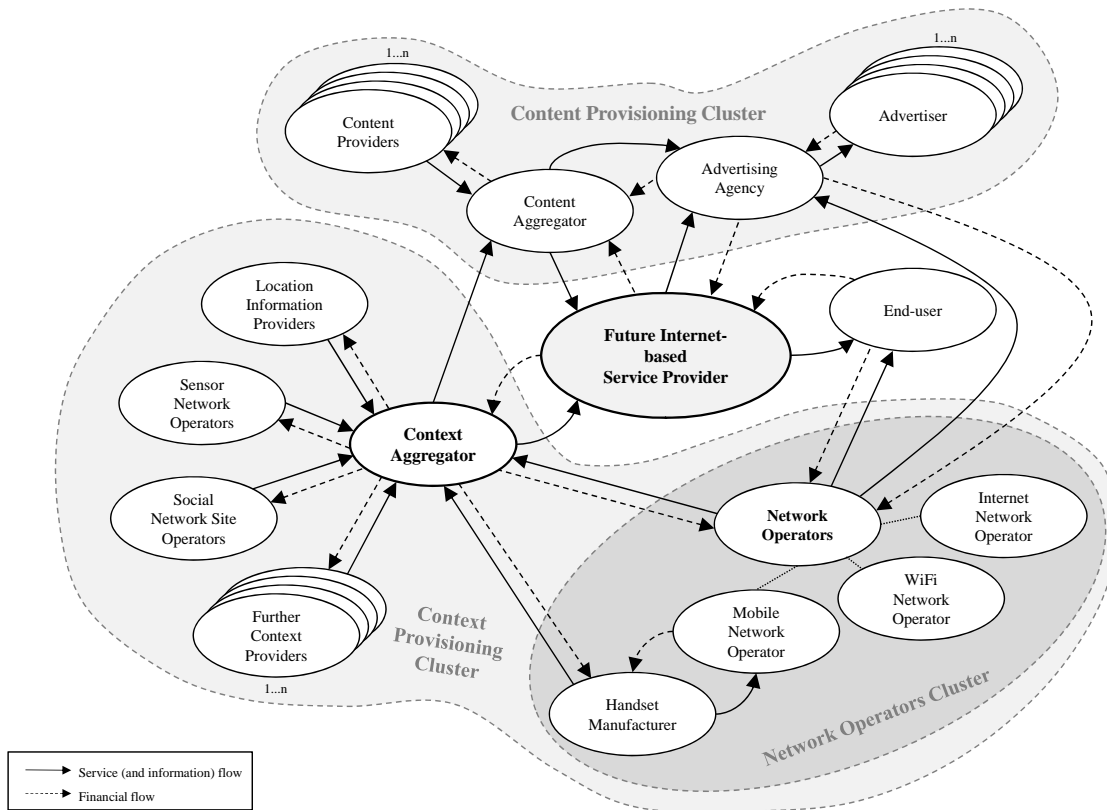 1...n
1...n
Content
Providers
Content Provisioning Cluster
Advertiser
Advertising
Agency
Content
Aggregator
Location
Information
Providers
End-user
Future Internet-
based
Service Provider
Sensor
Network
Operators
Context
Aggregator
Social
Network Site
Operators
Network
Operators
Internet
Network
Operator
WiFi
Network
Operator
Further
Context
Providers
1...n
Context
Provisioning
Cluster
Mobile
Network
Operator
Handset
Manufacturer
Network Operators Cluster
Service (and information) flow
Financial flow